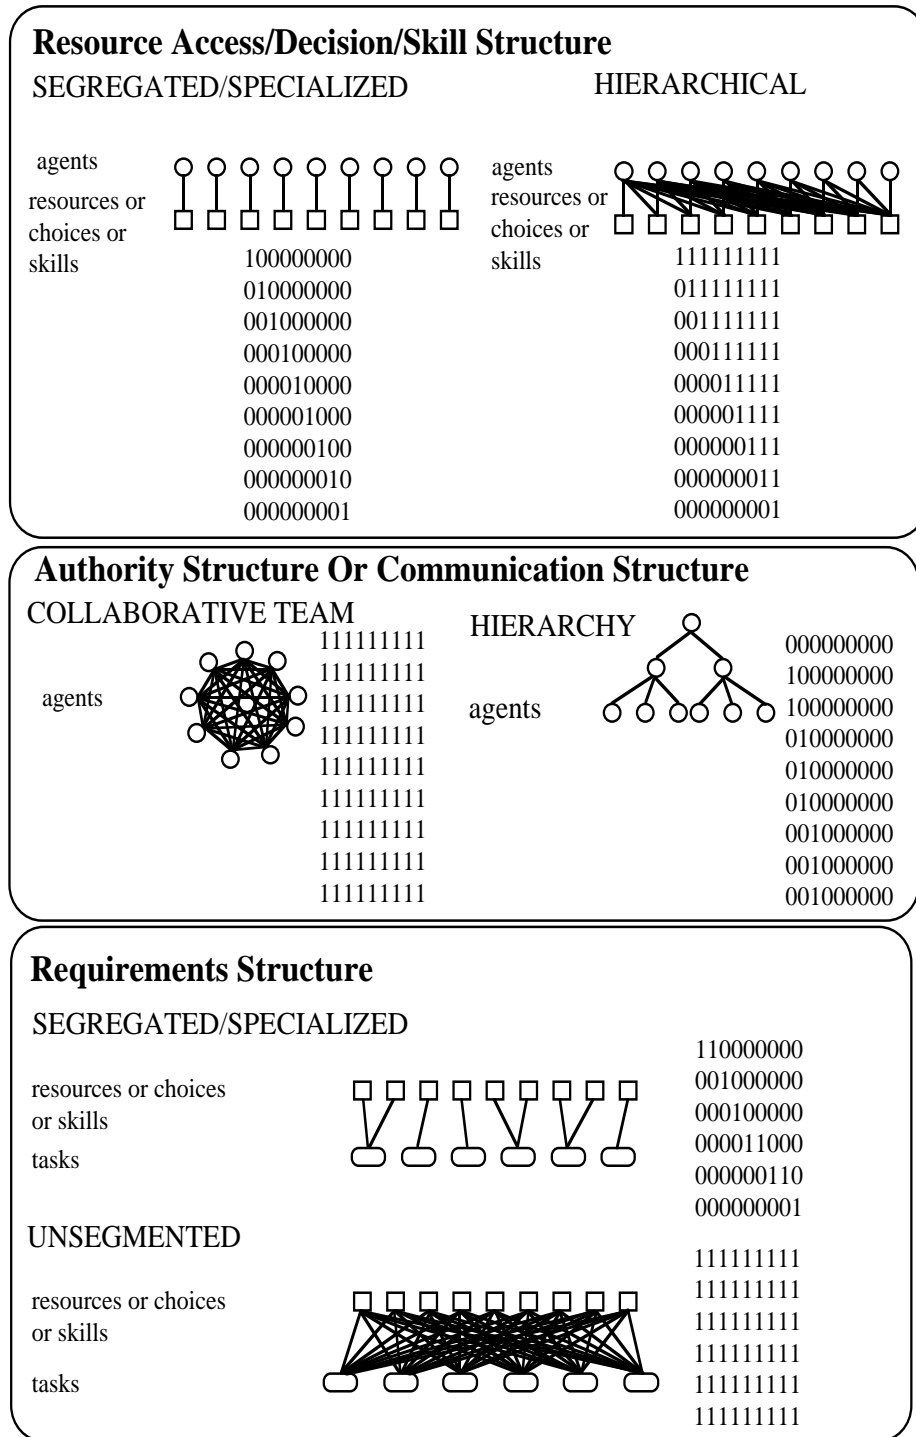 Resource Access/Decision/Skill Structure
SEGREGATED/SPECIALIZED
agents
resources or
choices or
skills
100000000
010000000
001000000
000100000
000010000
000001000
000000100
000000010
000000001
HIERARCHICAL
agents
resources or
choices or
skills
111111111
011111111
001111111
000111111
000011111
000001111
000000111
000000011
000000001
Authority Structure Or Communication Structure
COLLABORATIVE TEAM
agents
111111111
111111111
111111111
111111111
111111111
111111111
111111111
111111111
111111111
HIERARCHY
agents
000000000
100000000
100000000
010000000
010000000
010000000
001000000
001000000
001000000
Requirements Structure
SEGREGATED/SPECIALIZED
resources or choices
or skills
tasks
110000000
001000000
000100000
000011000
000000110
000000001
UNSEGMENTED
resources or choices
or skills
tasks
111111111
111111111
111111111
111111111
111111111
111111111